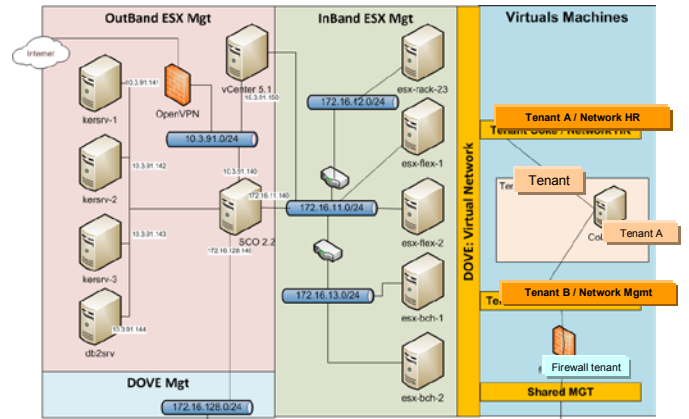 OutBand ESX Mgt
InBand ESX Mgt
Virtuals Machines
Internet
10.3.91.141
kersrv-1
OpenVPN
vCenter 5.1
10.3.91.150
esx-rack-23
172.16.12.0/24
10.3.91.0/24
Tenant A / Network HR
Tenant Coke / Network HR
esx-flex-1
10.3.91.142
kersrv-2
10.3.91.140
172.16.11.140
172.16.11.0/24
Tenant
Tenant A
SCO 2.2
172.16.128.140
10.3.91.143
kersrv-3
esx-flex-2
DOVE: Virtual Network
172.16.13.0/24
Tenant B / Network Mgmt
esx-bch-1
10.3.91.144
db2srv
Firewall tenant
esx-bch-2
DOVE Mgt
Shared MGT
172.16.128.0/24